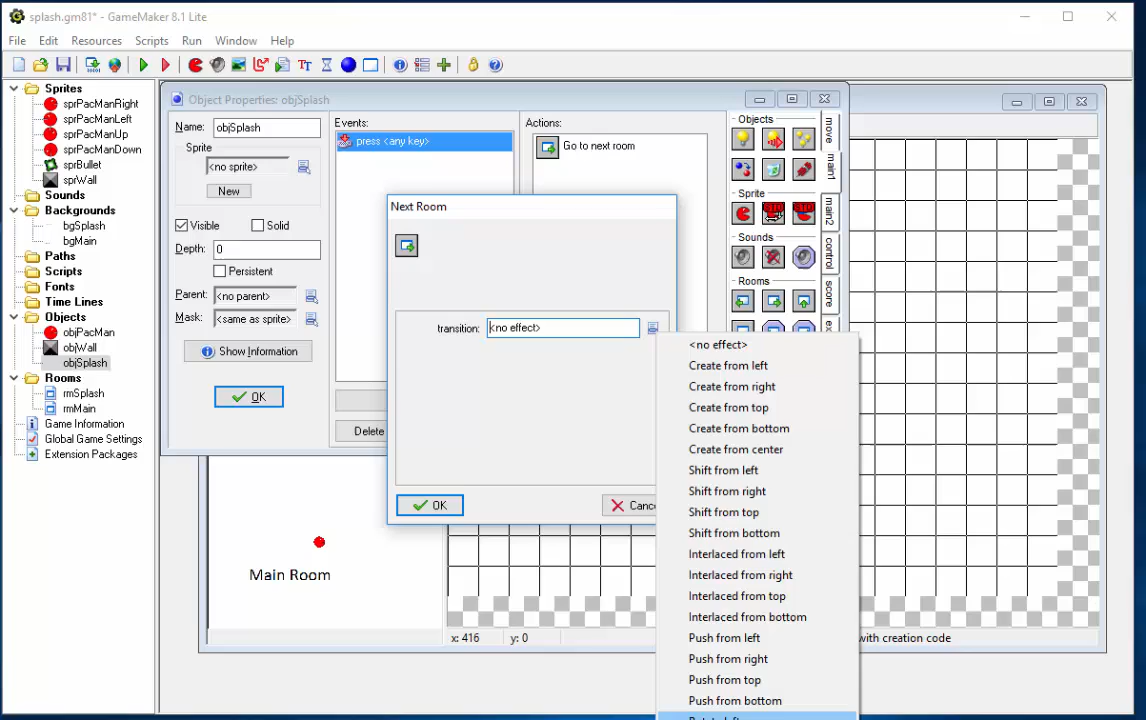 splash.gm81* - GameMaker 8.1 Lite
File Edit Resources Scripts Run Window Help
Sprites
sprPacManRight
sprPacManLeft
sprPacManUp
sprPacManDown
sprBullet
sprWall
Sounds
Backgrounds
bgSplash
bgMain
Paths
Scripts
Fonts
Time Lines
Objects
objPacMan
objWall
objSplash
Rooms
rmSplash
rmMain
Game Information
Global Game Settings
Extension Packages
Object Properties: objSplash
Name: objSplash
Sprite
<no sprite>
New
Visible Solid
Depth: 0
Persistent
Parent: <no parent>
Mask: <same as sprite>
Show Information
OK
Events:
press <any key>
Delete
Actions:
Go to next room
Objects
Sprite
Sounds
Rooms
move
main1
main2
control
score
Next Room
transition: <no effect>
OK
<no effect>
Create from left
Create from right
Create from top
Create from bottom
Create from center
Shift from left
Shift from right
Shift from top
Shift from bottom
Interlaced from left
Interlaced from right
Interlaced from top
Interlaced from bottom
Push from left
Push from right
Push from top
Push from bottom
Main Room
x: 416 y: 0
with creation code